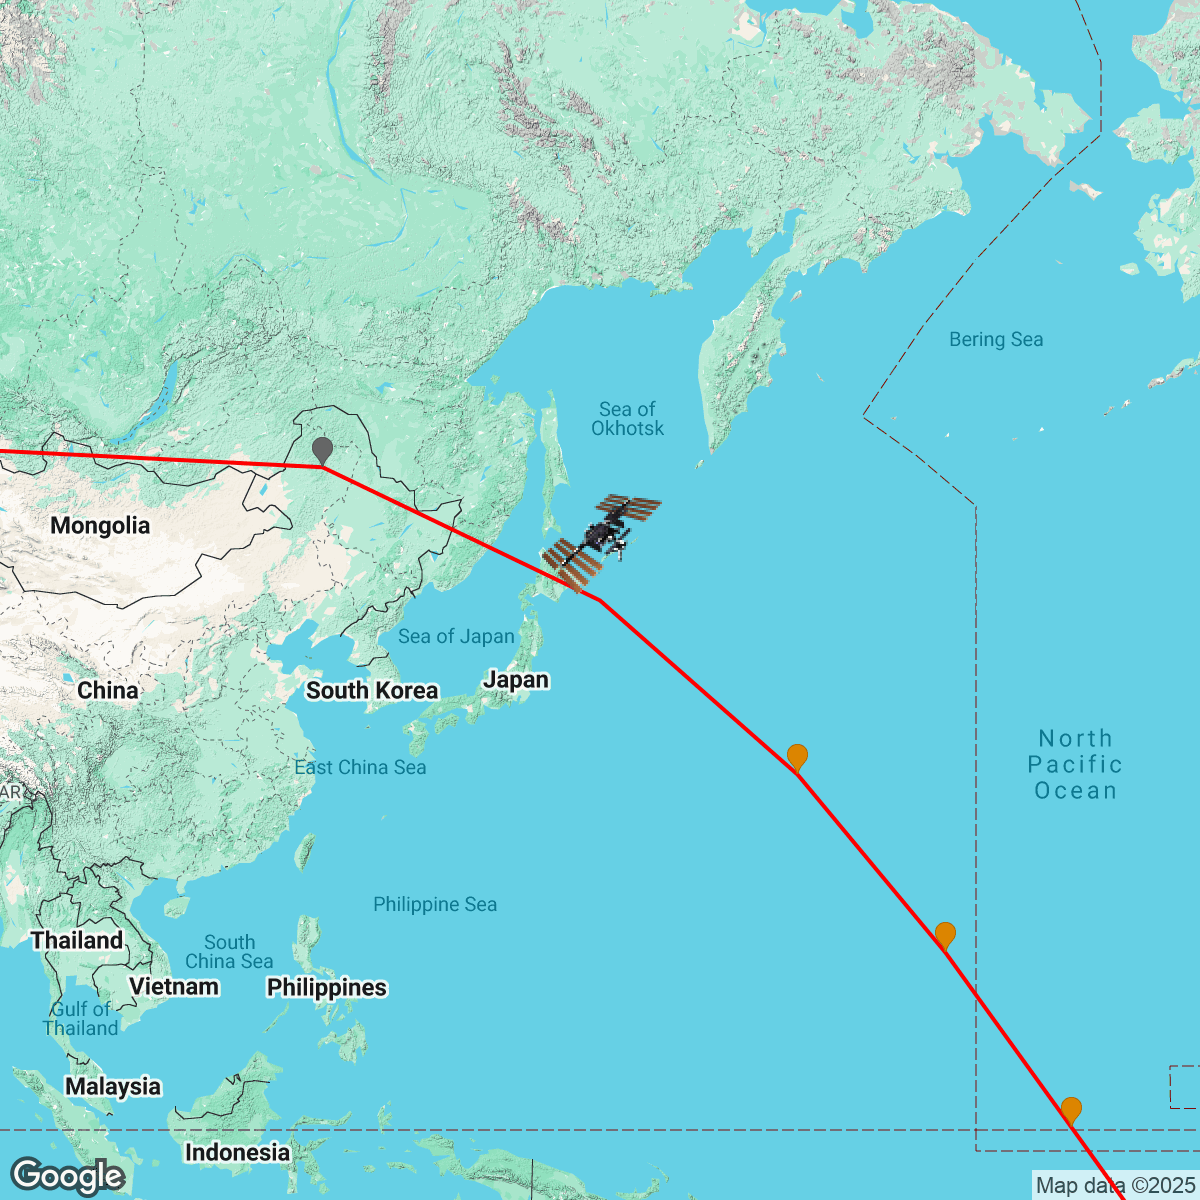 Bering Sea
Sea of
Okhotsk
Mongolia
Sea of Japan
Japan
China
South Korea
North
Pacific
Ocean
East China Sea
AR
Philippine Sea
Thailand
South
China Sea
Vietnam
Philippines
Gulf of
Thailand
Malaysia
Indonesia
Google
Map data ©2025